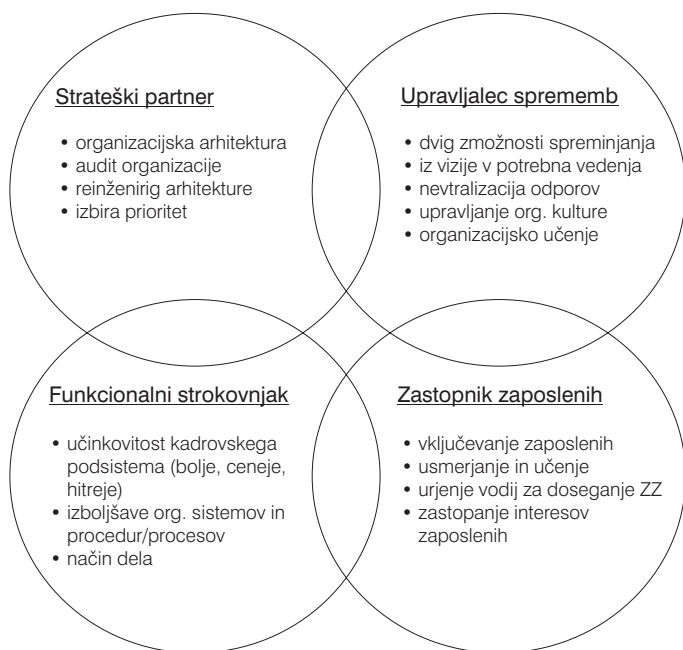 Strateški partner
• organizacijska arhitektura
• audit organizacije
• reinženirig arhitekture
• izbira prioritet
Upravljalec sprememb
• dvig zmožnosti spreminjanja
• iz vizije v potrebna vedenja
• nevtralizacija odporov
• upravljanje org. kulture
• organizacijsko učenje
Funkcionalni strokovnjak
• učinkovitost kadrovskega
podsistema (bolje, ceneje,
hitreje)
• izboljšave org. sistemov in
procedur/procesov
• način dela
Zastopnik zaposlenih
• vključevanje zaposlenih
• usmerjanje in učenje
• urjenje vodij za doseganje ZZ
• zastopanje interesov
zaposlenih